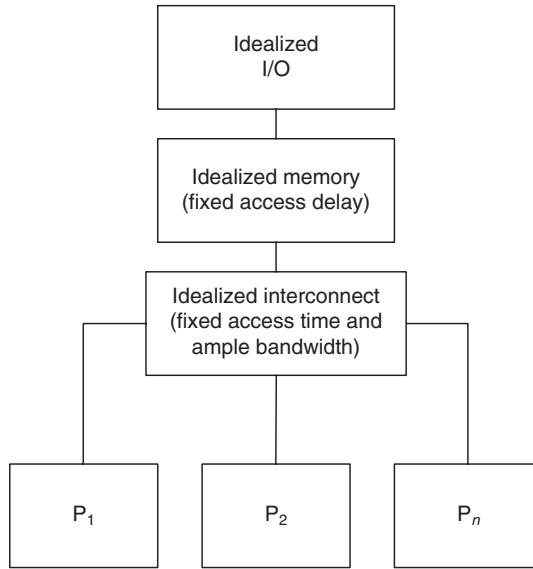 Idealized
I/O
Idealized memory
(fixed access delay)
Idealized interconnect
(fixed access time and
ample bandwidth)
P₁
P₂
Pₙ